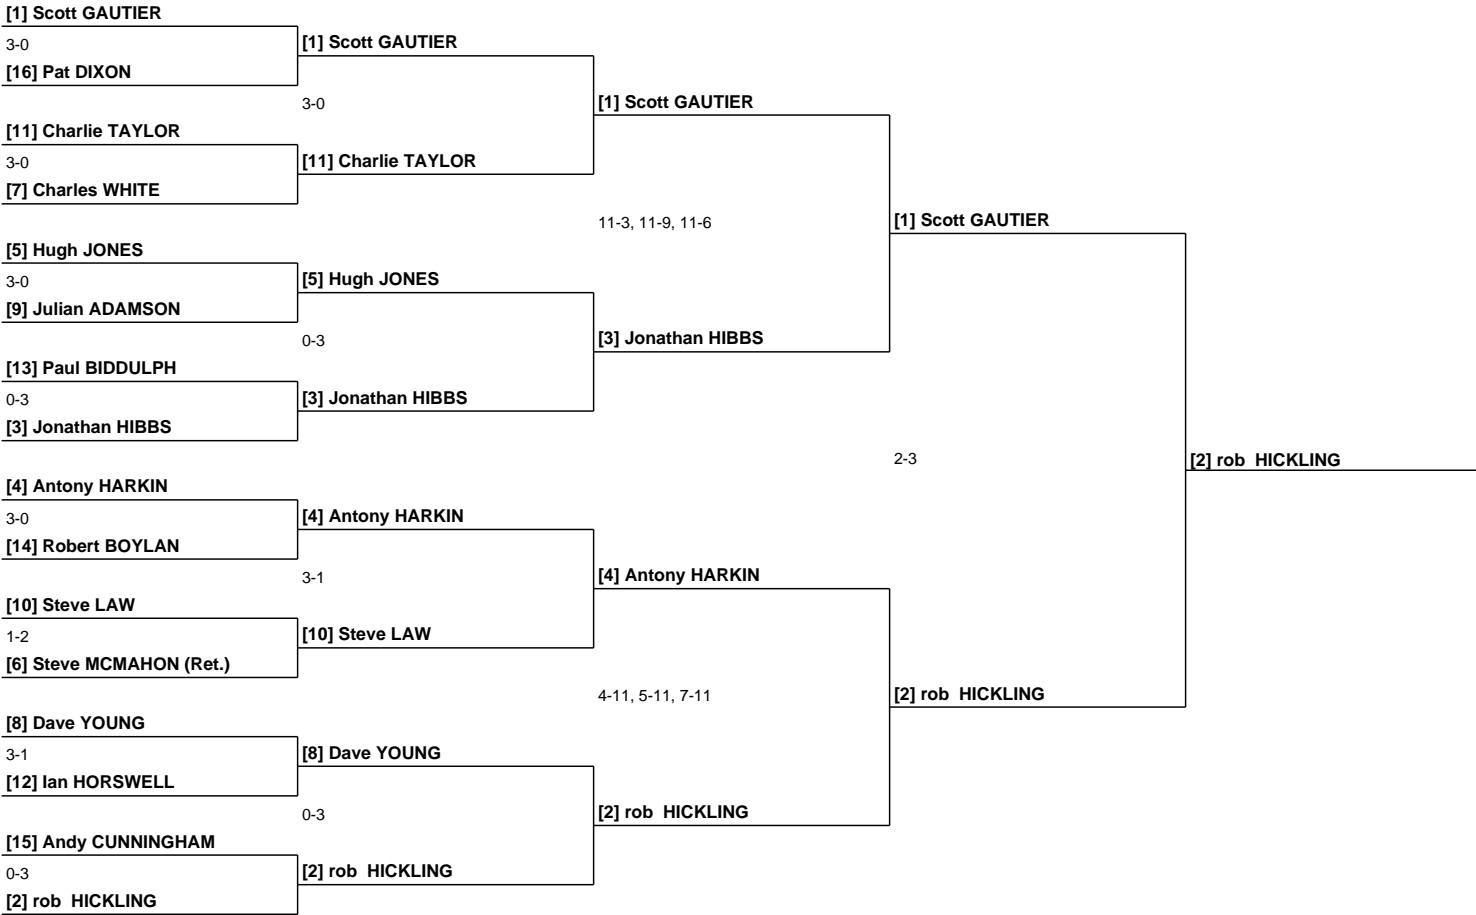 [1] Scott GAUTIER
3-0
[16] Pat DIXON
[11] Charlie TAYLOR
3-0
[7] Charles WHITE
[5] Hugh JONES
3-0
[9] Julian ADAMSON
[13] Paul BIDDULPH
0-3
[3] Jonathan HIBBS
[4] Antony HARKIN
3-0
[14] Robert BOYLAN
[10] Steve LAW
1-2
[6] Steve MCMAHON (Ret.)
[8] Dave YOUNG
3-1
[12] Ian HORSWELL
[15] Andy CUNNINGHAM
0-3
[2] rob  HICKLING
[1] Scott GAUTIER
3-0
[11] Charlie TAYLOR
[5] Hugh JONES
0-3
[3] Jonathan HIBBS
[4] Antony HARKIN
3-1
[10] Steve LAW
[8] Dave YOUNG
0-3
[2] rob  HICKLING
[1] Scott GAUTIER
11-3, 11-9, 11-6
[3] Jonathan HIBBS
[4] Antony HARKIN
4-11, 5-11, 7-11
[2] rob  HICKLING
[1] Scott GAUTIER
2-3
[2] rob  HICKLING
[2] rob  HICKLING